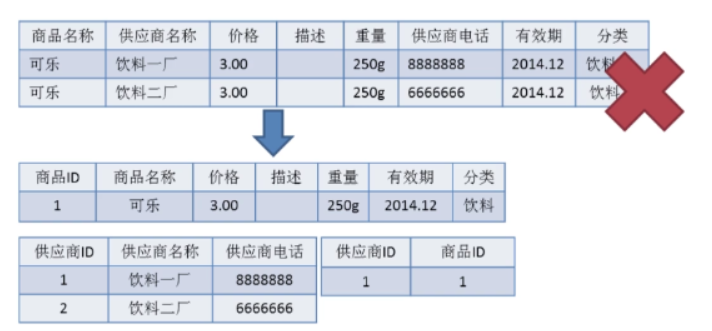 商品名称 供应商名称 价格 描述 重量 供应商电话 有效期 分类
可乐 饮料一厂 3.00 250g 8888888 2014.12 饮料
可乐 饮料二厂 3.00 250g 6666666 2014.12 饮料
商品ID 商品名称 价格 描述 重量 有效期 分类
1 可乐 3.00 250g 2014.12 饮料
供应商ID 供应商名称 供应商电话 供应商ID 商品ID
1 饮料一厂 8888888 1 1
2 饮料二厂 6666666